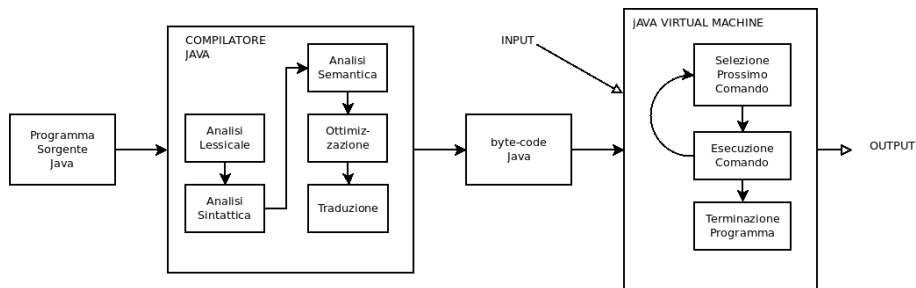 Programma
Sorgente
Java
COMPILATORE
JAVA
Analisi
Lessicale
Analisi
Sintattica
Analisi
Semantica
Ottimiz-
zazione
Traduzione
byte-code
Java
INPUT
JAVA VIRTUAL MACHINE
Selezione
Prossimo
Comando
Esecuzione
Comando
Terminazione
Programma
OUTPUT